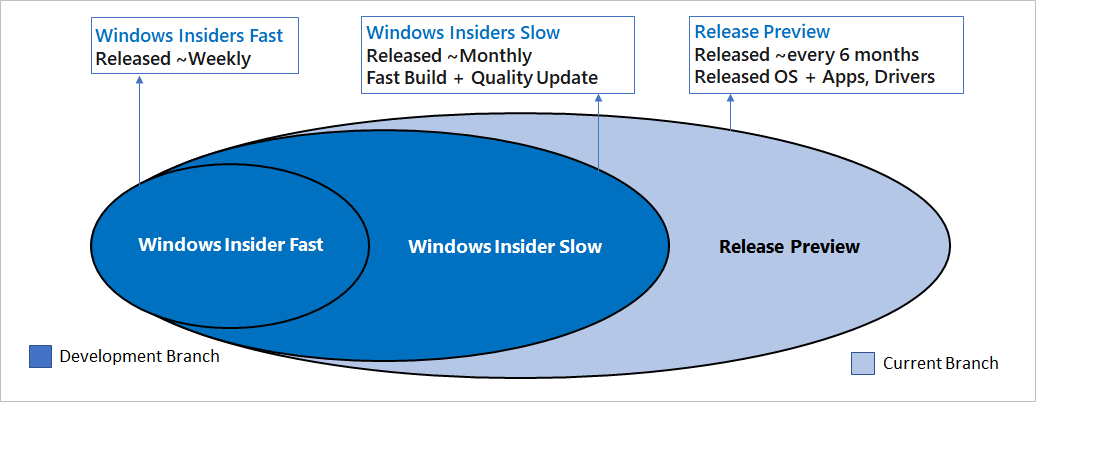 Windows Insiders Fast
Released ~Weekly
Windows Insiders Slow
Released ~Monthly
Fast Build + Quality Update
Release Preview
Released ~every 6 months
Released OS + Apps, Drivers
Windows Insider Fast
Windows Insider Slow
Release Preview
Development Branch
Current Branch